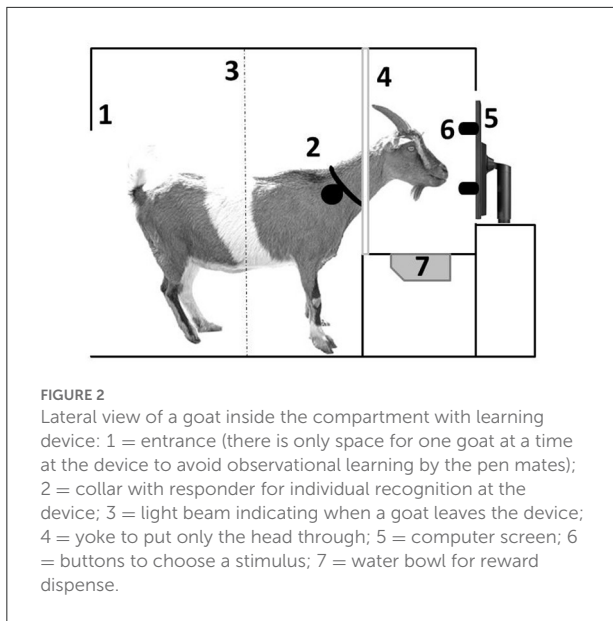 3
4
1
5
6
2
7
FIGURE 2
Lateral view of a goat inside the compartment with learning
device: 1 = entrance (there is only space for one goat at a time
at the device to avoid observational learning by the pen mates);
2 = collar with responder for individual recognition at the
device; 3 = light beam indicating when a goat leaves the device;
4 = yoke to put only the head through; 5 = computer screen; 6
= buttons to choose a stimulus; 7 = water bowl for reward
dispense.